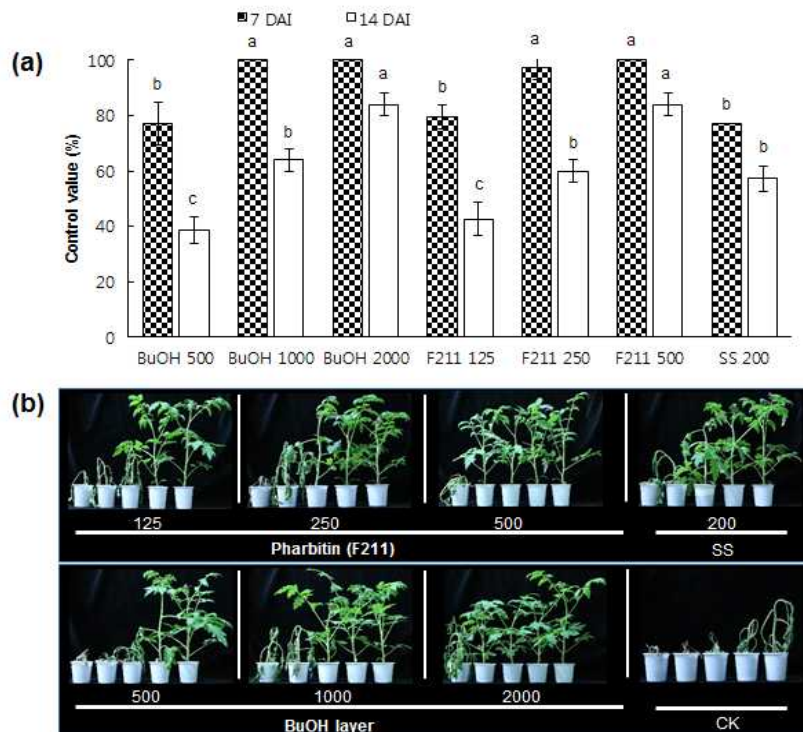 7 DAI 14 DAI
(a)
a a a a
b a a
b b b b b
c c
100
80
60
40
20
0
Control value (%)
BuOH 500 BuOH 1000 BuOH 2000 F211 125 F211 250 F211 500 SS 200
(b)
125 250 500 200
Pharbitin (F211) SS
500 1000 2000
BuOH layer CK